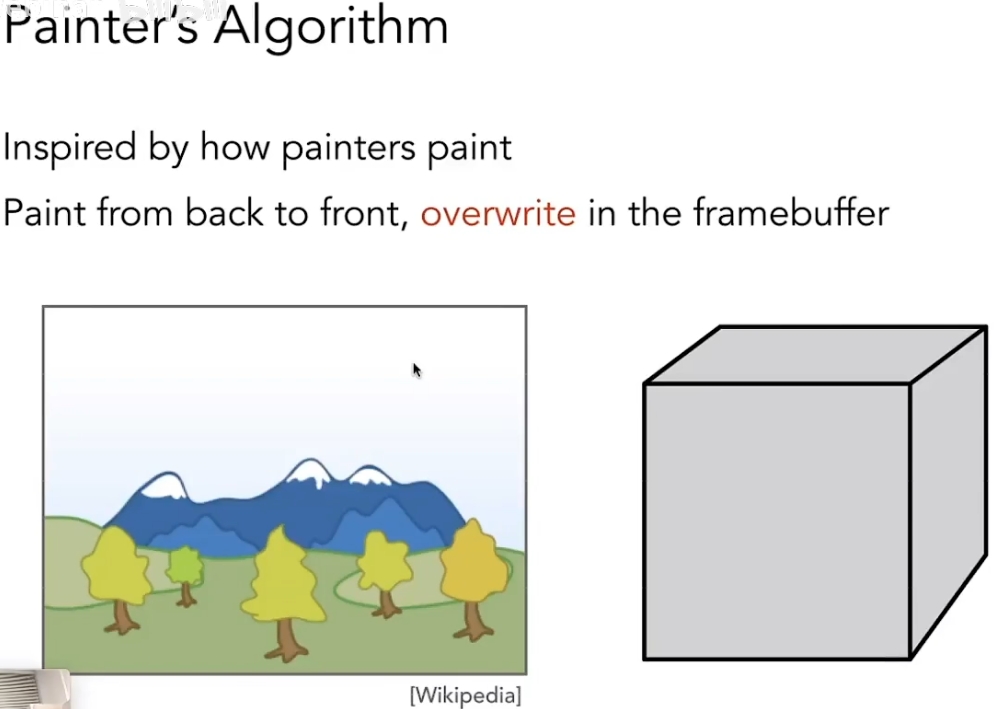 Painter's Algorithm
Inspired by how painters paint
Paint from back to front, overwrite in the framebuffer
[Wikipedia]